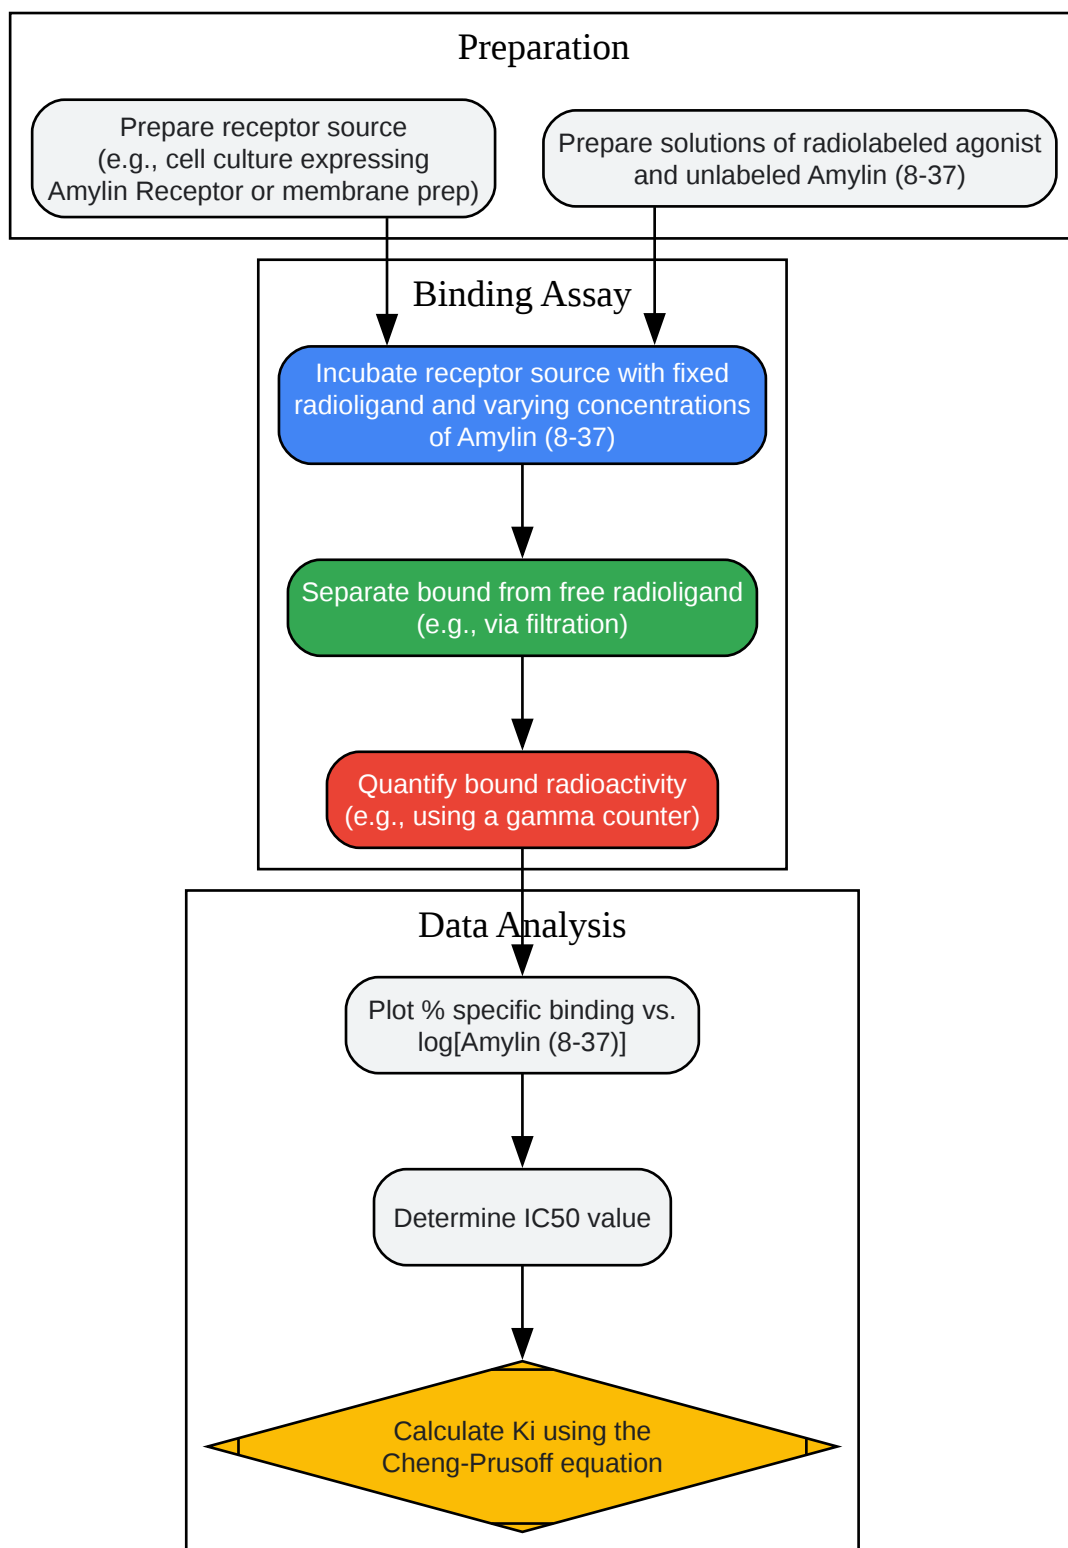 Preparation
Prepare receptor source
(e.g., cell culture expressing
Amylin Receptor or membrane prep)
Prepare solutions of radiolabeled agonist
and unlabeled Amylin (8-37)
Binding Assay
Incubate receptor source with fixed
radioligand and varying concentrations
of Amylin (8-37)
Separate bound from free radioligand
(e.g., via filtration)
Quantify bound radioactivity
(e.g., using a gamma counter)
Data Analysis
Plot % specific binding vs.
log[Amylin (8-37)]
Determine IC50 value
Calculate Ki using the
Cheng-Prusoff equation